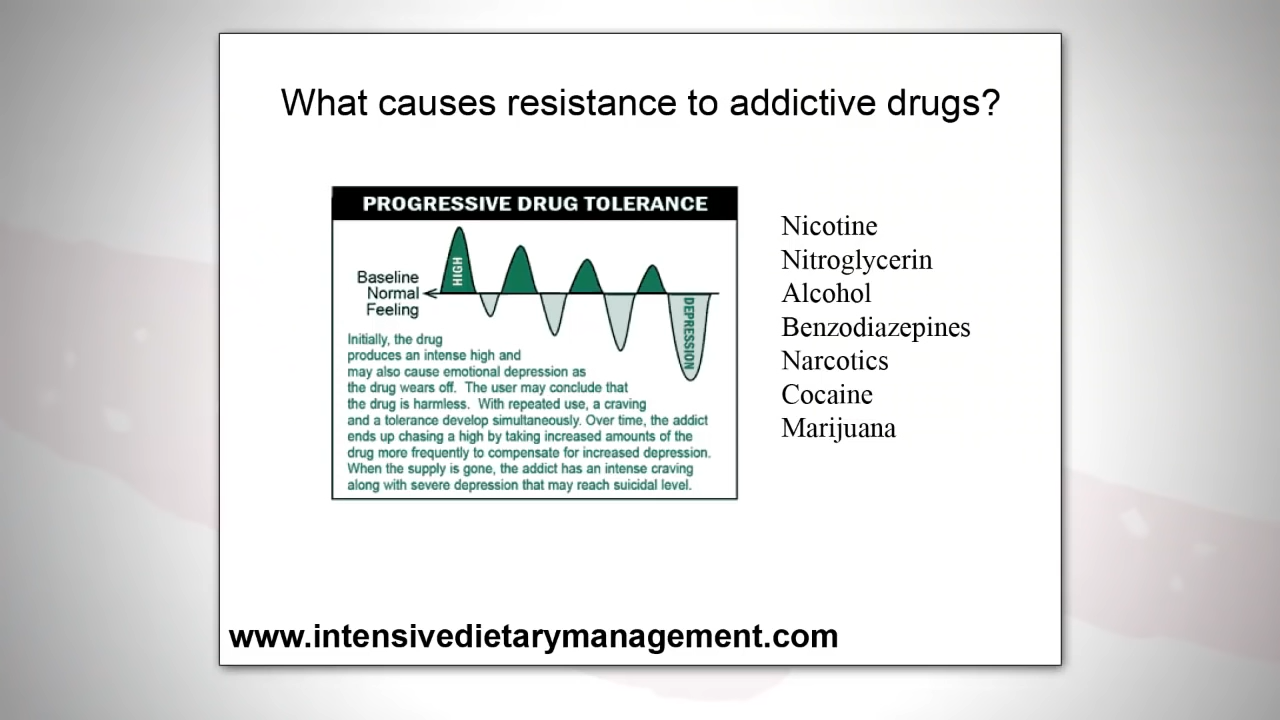 What causes resistance to addictive drugs?
PROGRESSIVE DRUG TOLERANCE
HIGH
Baseline
Normal
Feeling
DEPRESSION
Initially, the drug
produces an intense high and
may also cause emotional depression as
the drug wears off. The user may conclude that
the drug is harmless. With repeated use, a craving
and a tolerance develop simultaneously. Over time, the addict
ends up chasing a high by taking increased amounts of the
drug more frequently to compensate for increased depression.
When the supply is gone, the addict has an intense craving
along with severe depression that may reach suicidal level.
Nicotine
Nitroglycerin
Alcohol
Benzodiazepines
Narcotics
Cocaine
Marijuana
www.intensivedietarymanagement.com